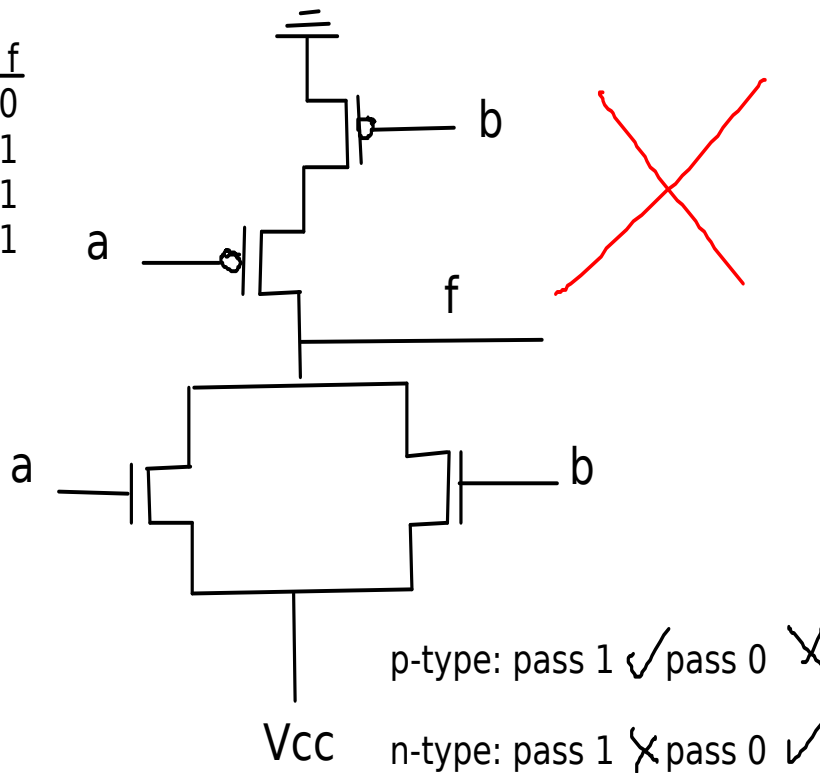 f
0
b
1
1
a
1
f
a
b
p-type: pass 1 ✓ pass 0 ✗
Vcc
n-type: pass 1 ✗ pass 0 ✓